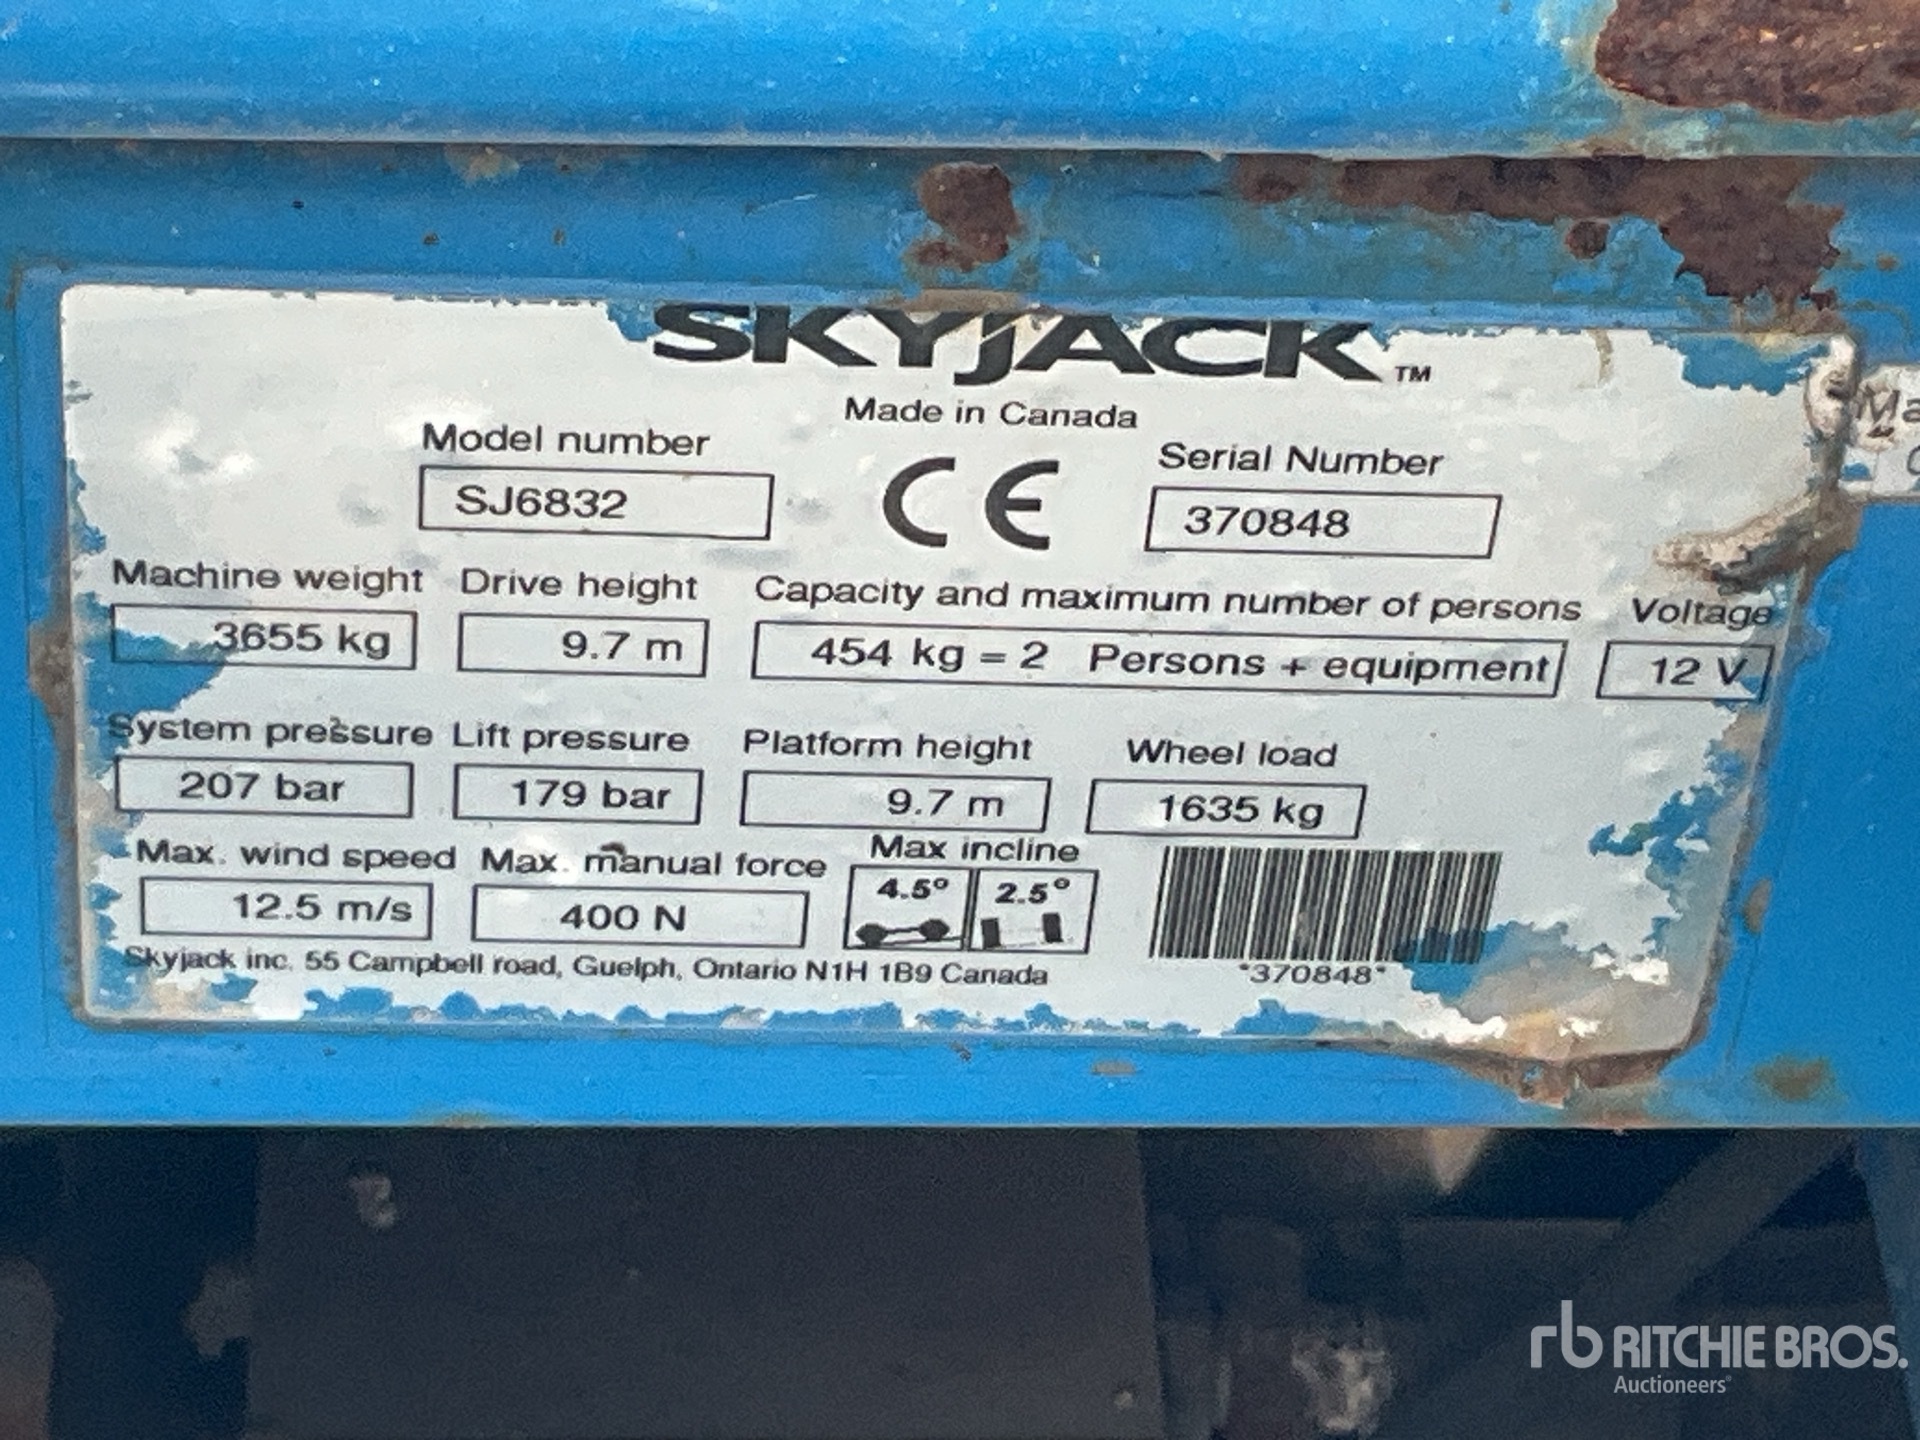 SKYJACK TM
Made in Canada
Model number
SJ6832
CE
Serial Number
370848
Machine weight Drive height Capacity and maximum number of persons Voltage
3655 kg 9.7 m 454 kg = 2 Persons + equipment 12 V
System pressure Lift pressure Platform height Wheel load
207 bar 179 bar 9.7 m 1635 kg
Max. wind speed Max. manual force Max incline
12.5 m/s 400 N 4.5° 2.5°
Skyjack inc. 55 Campbell road, Guelph, Ontario N1H 1B9 Canada
*370848*
rb RITCHIE BROS.
Auctioneers